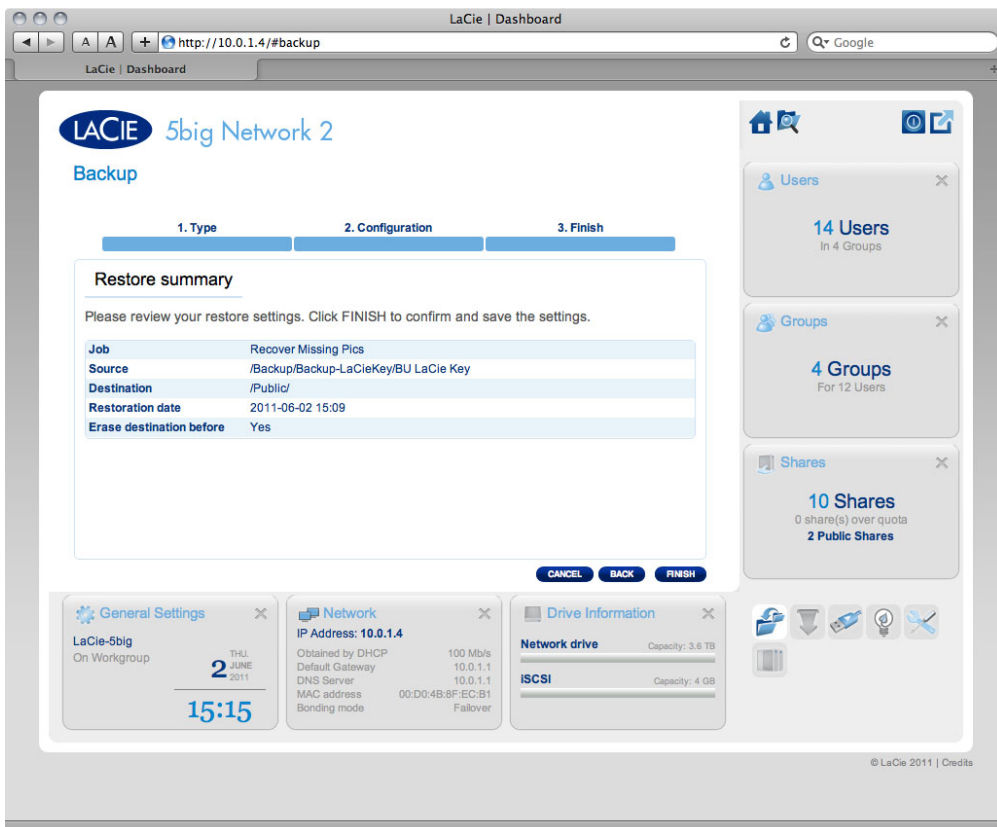 LaCie | Dashboard
A A + http://10.0.1.4/#backup Google
LaCie | Dashboard +
LACIE 5big Network 2
Backup
1. Type 2. Configuration 3. Finish
Restore summary
Please review your restore settings. Click FINISH to confirm and save the settings.
Job Recover Missing Pics
Source /Backup/Backup-LaCieKey/BU LaCie Key
Destination /Public/
Restoration date 2011-06-02 15:09
Erase destination before Yes
CANCEL BACK FINISH
Users
14 Users
In 4 Groups
Groups
4 Groups
For 12 Users
Shares
10 Shares
0 share(s) over quota
2 Public Shares
General Settings
LaCie-5big
On Workgroup
THU.
2 JUNE
2011
15:15
Network
IP Address: 10.0.1.4
Obtained by DHCP 100 Mb/s
Default Gateway 10.0.1.1
DNS Server 10.0.1.1
MAC address 00:D0:4B:8F:EC:B1
Bonding mode Failover
Drive Information
Network drive Capacity: 3.6 TB
iSCSI Capacity: 4 GB
© LaCie 2011 | Credits